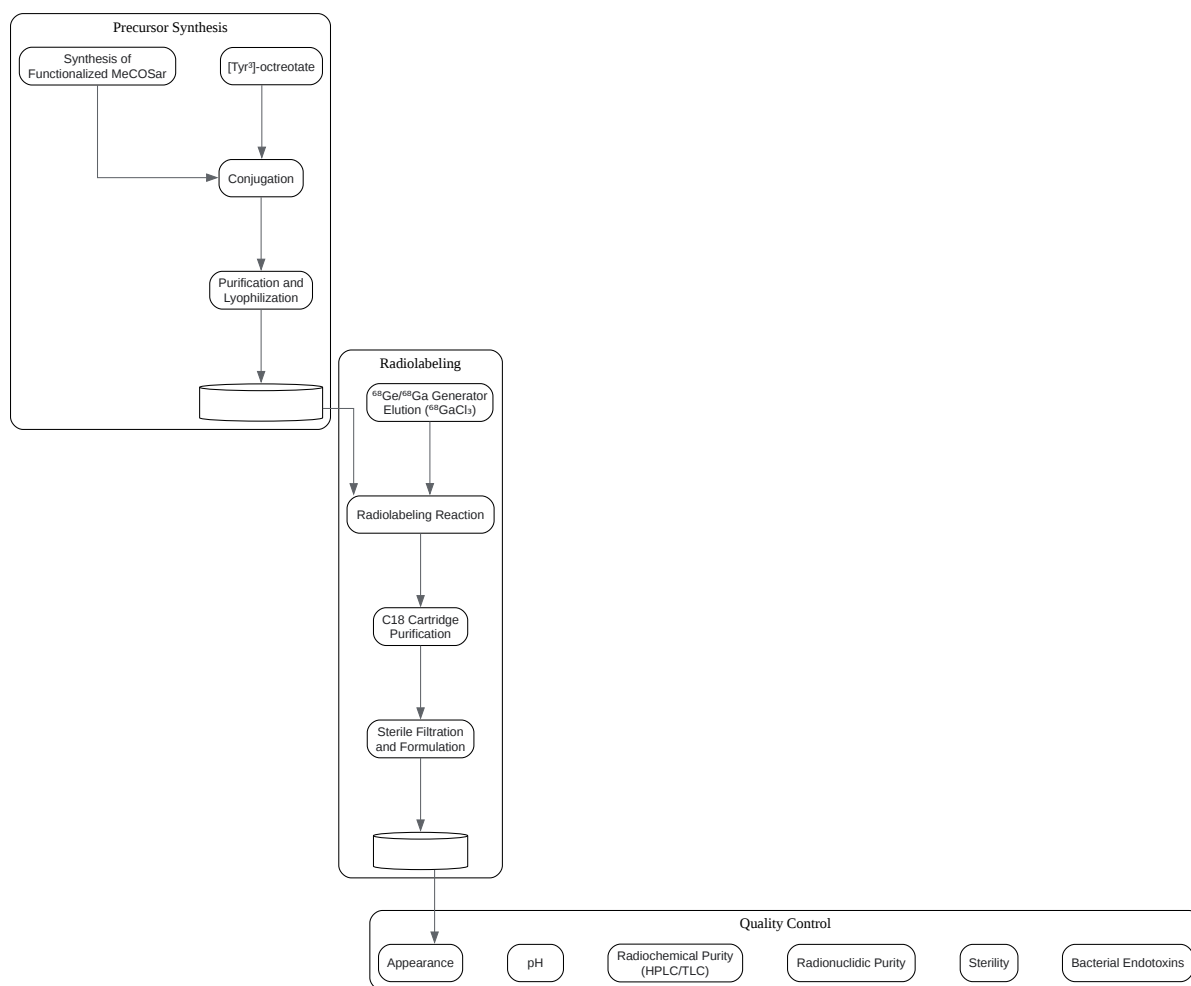 Precursor Synthesis
Synthesis of
Functionalized MeCOSar
[Tyr³]-octreotate
Conjugation
Purification and
Lyophilization
Radiolabeling
⁶⁸Ge/⁶⁸Ga Generator
Elution (⁶⁸GaCl₃)
Radiolabeling Reaction
C18 Cartridge
Purification
Sterile Filtration
and Formulation
Quality Control
Appearance
pH
Radiochemical Purity
(HPLC/TLC)
Radionuclidic Purity
Sterility
Bacterial Endotoxins